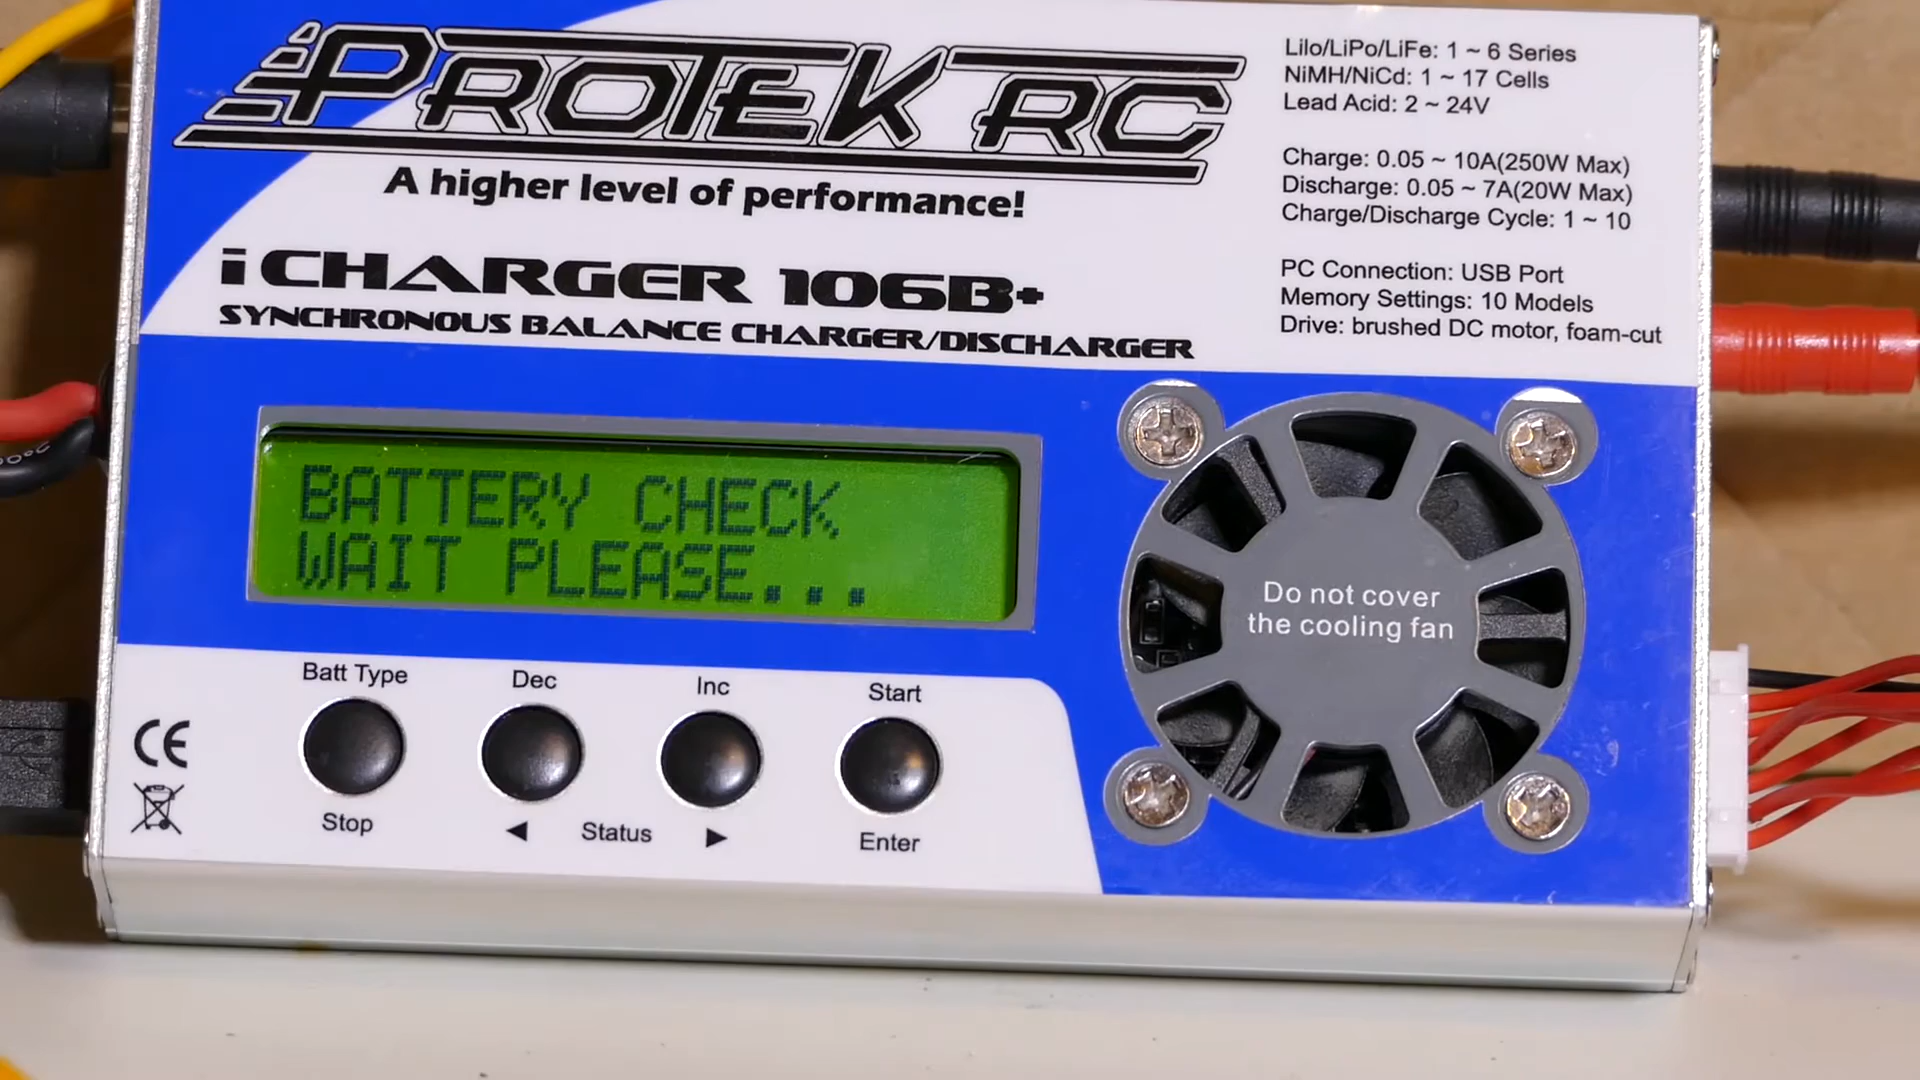 PROTEK RC
A higher level of performance!
iCHARGER 106B+
SYNCHRONOUS BALANCE CHARGER/DISCHARGER
LiIo/LiPo/LiFe: 1 ~ 6 Series
NiMH/NiCd: 1 ~ 17 Cells
Lead Acid: 2 ~ 24V
Charge: 0.05 ~ 10A(250W Max)
Discharge: 0.05 ~ 7A(20W Max)
Charge/Discharge Cycle: 1 ~ 10
PC Connection: USB Port
Memory Settings: 10 Models
Drive: brushed DC motor, foam-cut
BATTERY CHECK
WAIT PLEASE...
Do not cover
the cooling fan
Batt Type Dec Inc Start
CE
Stop ◀ Status ▶ Enter